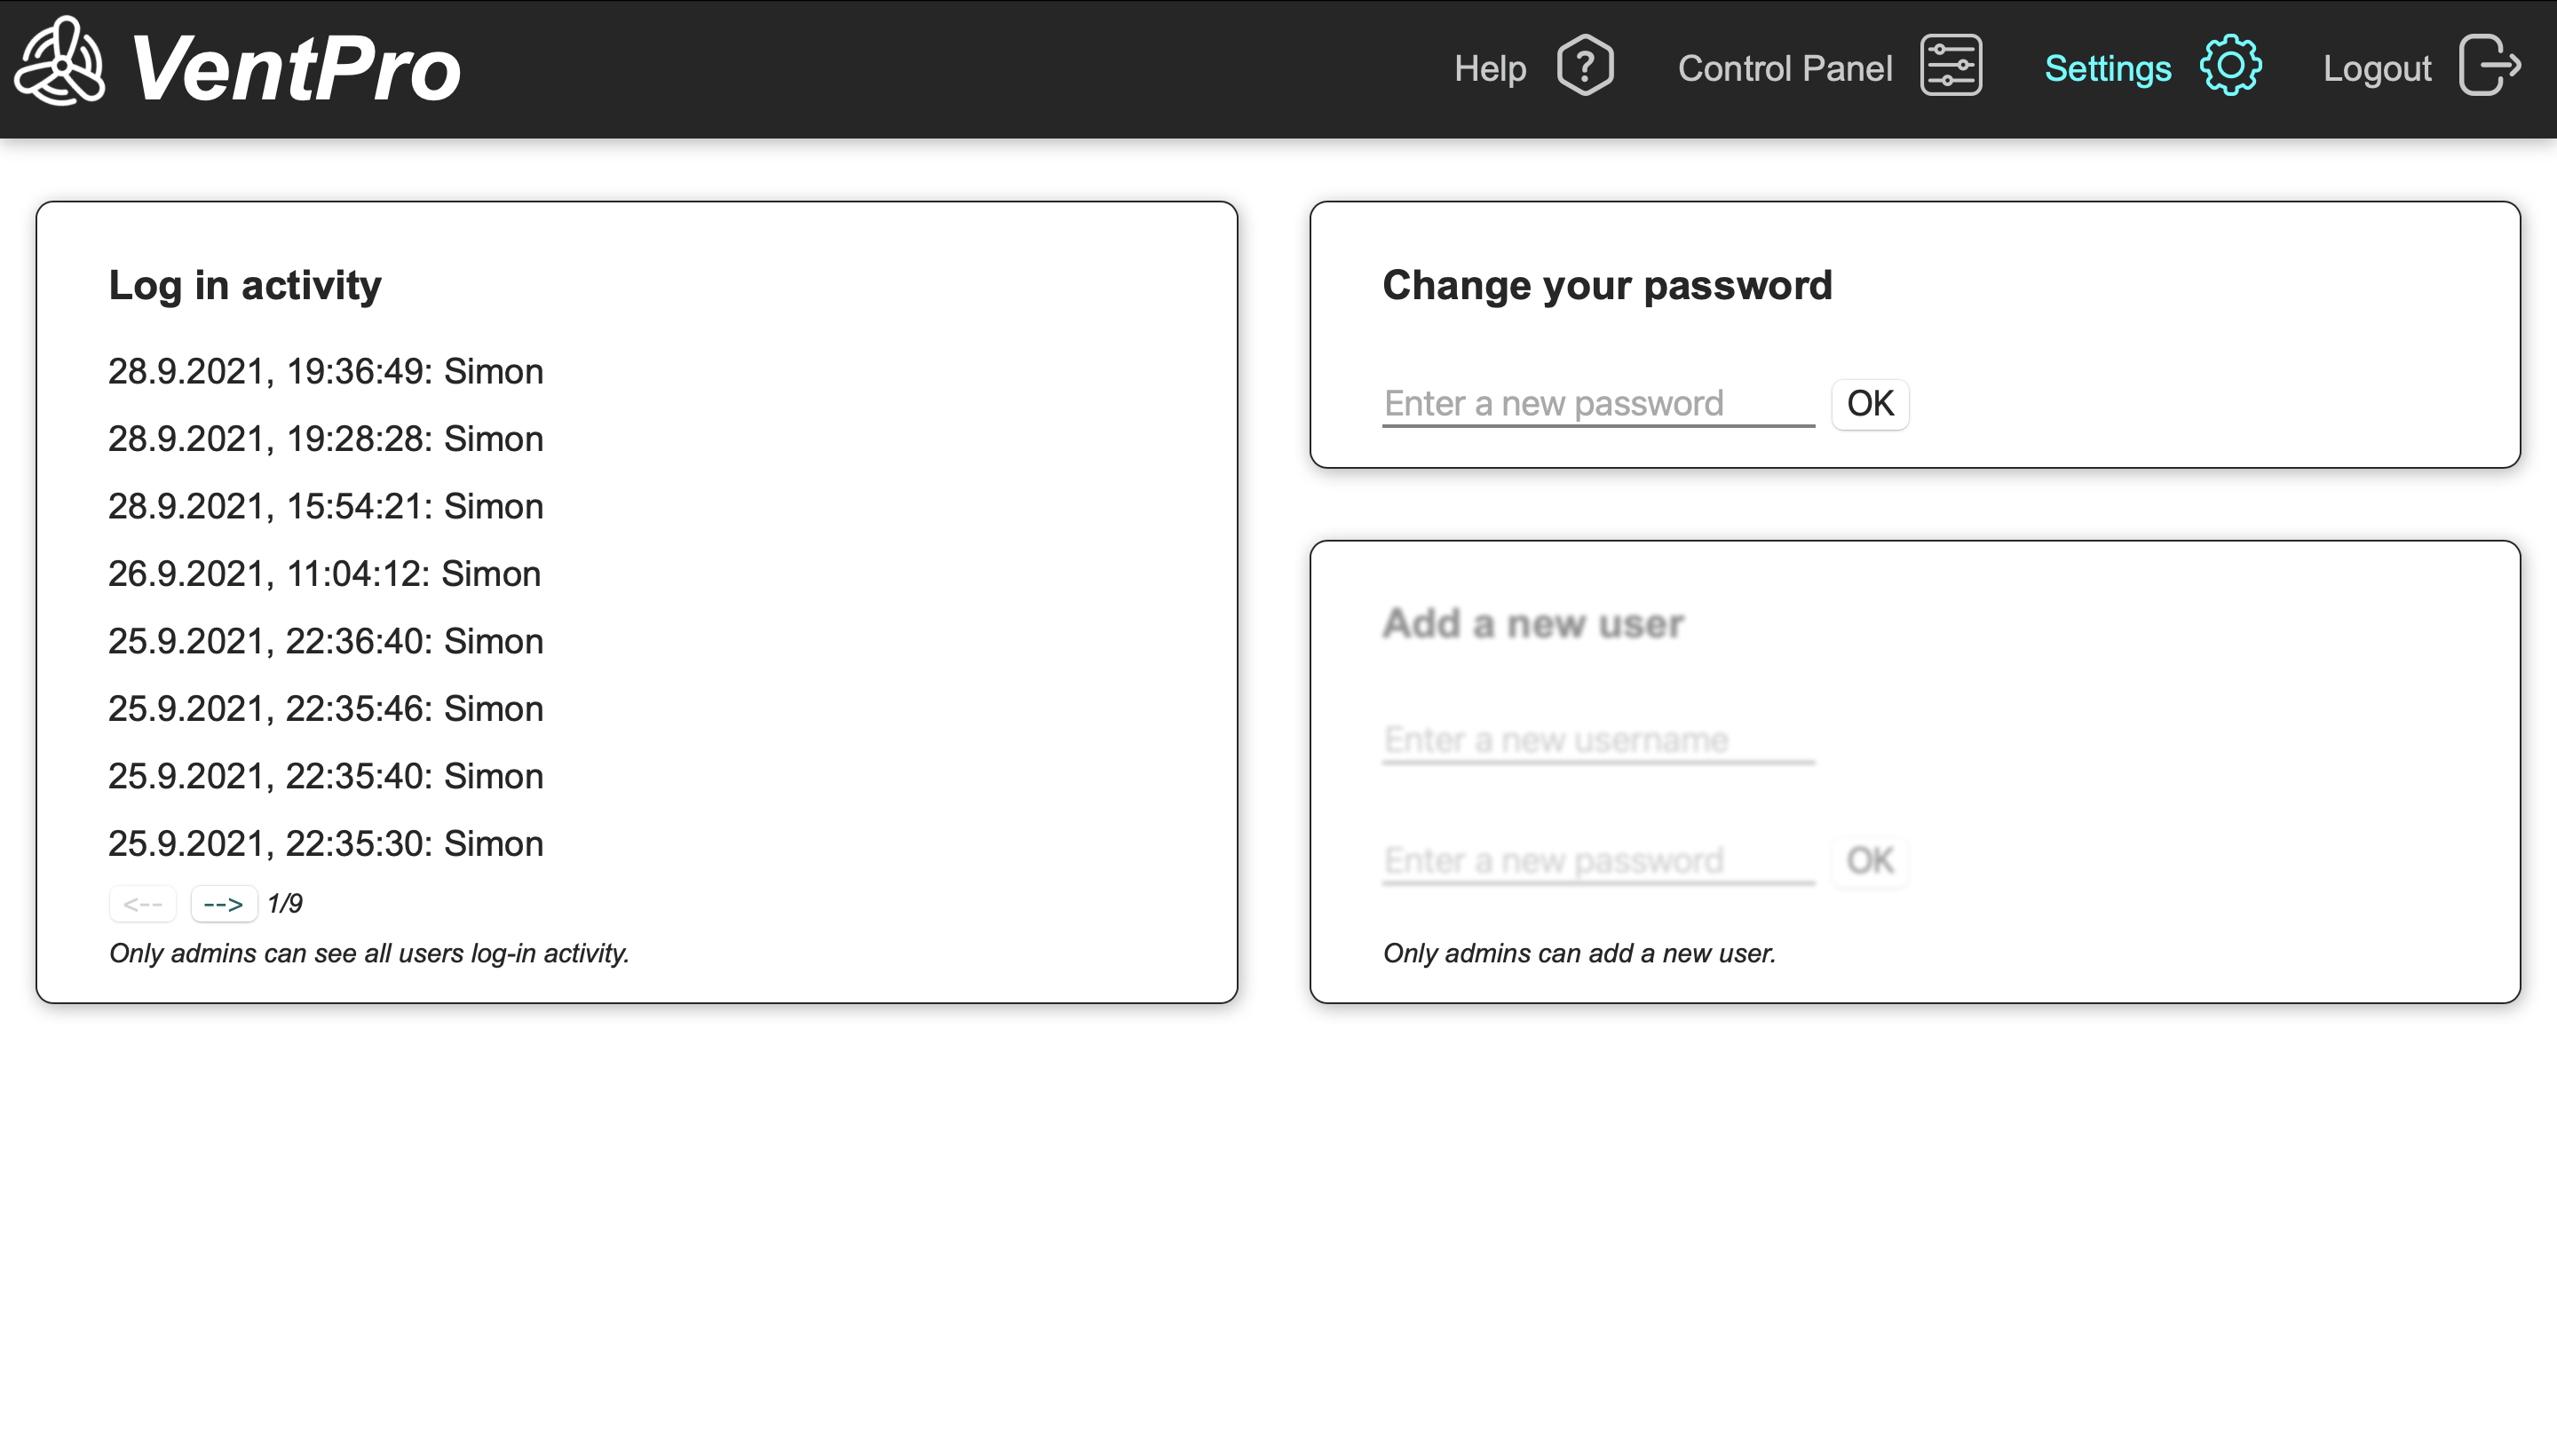 VentPro
Help
Control Panel
Settings
Logout
Log in activity
28.9.2021, 19:36:49: Simon
28.9.2021, 19:28:28: Simon
28.9.2021, 15:54:21: Simon
26.9.2021, 11:04:12: Simon
25.9.2021, 22:36:40: Simon
25.9.2021, 22:35:46: Simon
25.9.2021, 22:35:40: Simon
25.9.2021, 22:35:30: Simon
<-- --> 1/9
Only admins can see all users log-in activity.
Change your password
Enter a new password OK
Add a new user
Enter a new username
Enter a new password OK
Only admins can add a new user.